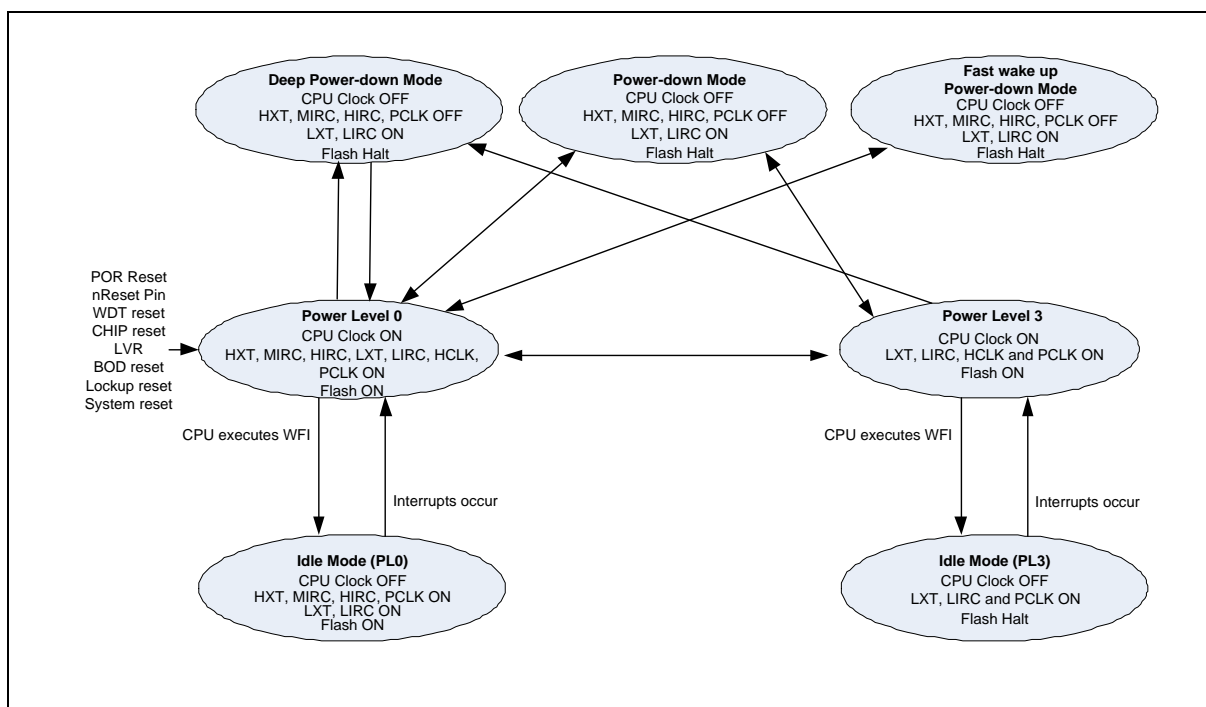 Deep Power-down Mode
CPU Clock OFF
HXT, MIRC, HIRC, PCLK OFF
LXT, LIRC ON
Flash Halt
Power-down Mode
CPU Clock OFF
HXT, MIRC, HIRC, PCLK OFF
LXT, LIRC ON
Flash Halt
Fast wake up
Power-down Mode
CPU Clock OFF
HXT, MIRC, HIRC, PCLK OFF
LXT, LIRC ON
Flash Halt
POR Reset
nReset Pin
WDT reset
CHIP reset
LVR
BOD reset
Lockup reset
System reset
Power Level 0
CPU Clock ON
HXT, MIRC, HIRC, LXT, LIRC, HCLK,
PCLK ON
Flash ON
Power Level 3
CPU Clock ON
LXT, LIRC, HCLK and PCLK ON
Flash ON
CPU executes WFI
Interrupts occur
CPU executes WFI
Interrupts occur
Idle Mode (PL0)
CPU Clock OFF
HXT, MIRC, HIRC, PCLK ON
LXT, LIRC ON
Flash ON
Idle Mode (PL3)
CPU Clock OFF
LXT, LIRC and PCLK ON
Flash Halt